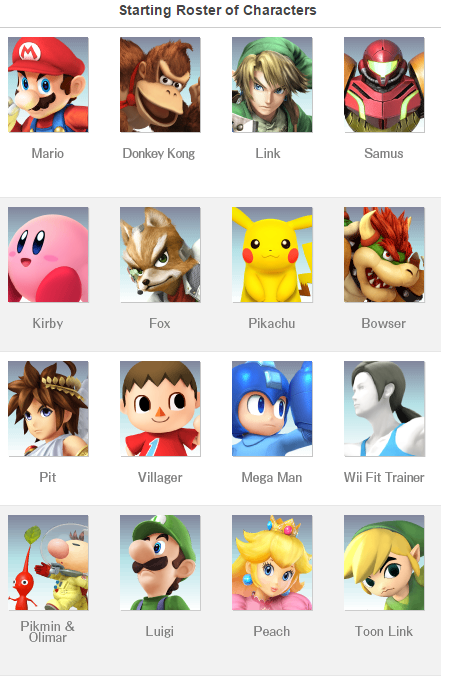 Starting Roster of Characters
Mario
Donkey Kong
Link
Samus
Kirby
Fox
Pikachu
Bowser
Pit
Villager
Mega Man
Wii Fit Trainer
Pikmin &
Olimar
Luigi
Peach
Toon Link